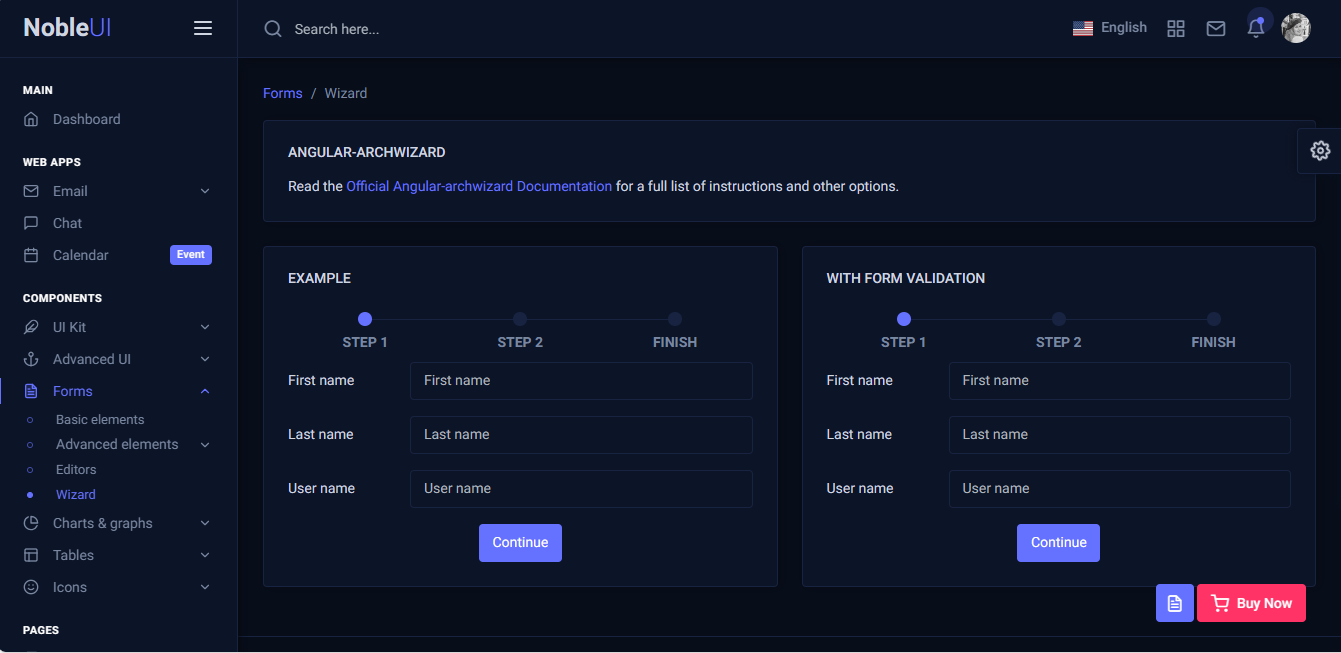 NobleUI
Search here...
English
MAIN
Dashboard
WEB APPS
Email
Chat
Calendar
Event
COMPONENTS
UI Kit
Advanced UI
Forms
Basic elements
Advanced elements
Editors
Wizard
Charts & graphs
Tables
Icons
PAGES
Forms / Wizard
ANGULAR-ARCHWIZARD
Read the Official Angular-archwizard Documentation for a full list of instructions and other options.
EXAMPLE
STEP 1
STEP 2
FINISH
First name
First name
Last name
Last name
User name
User name
Continue
WITH FORM VALIDATION
STEP 1
STEP 2
FINISH
First name
First name
Last name
Last name
User name
User name
Continue
Buy Now